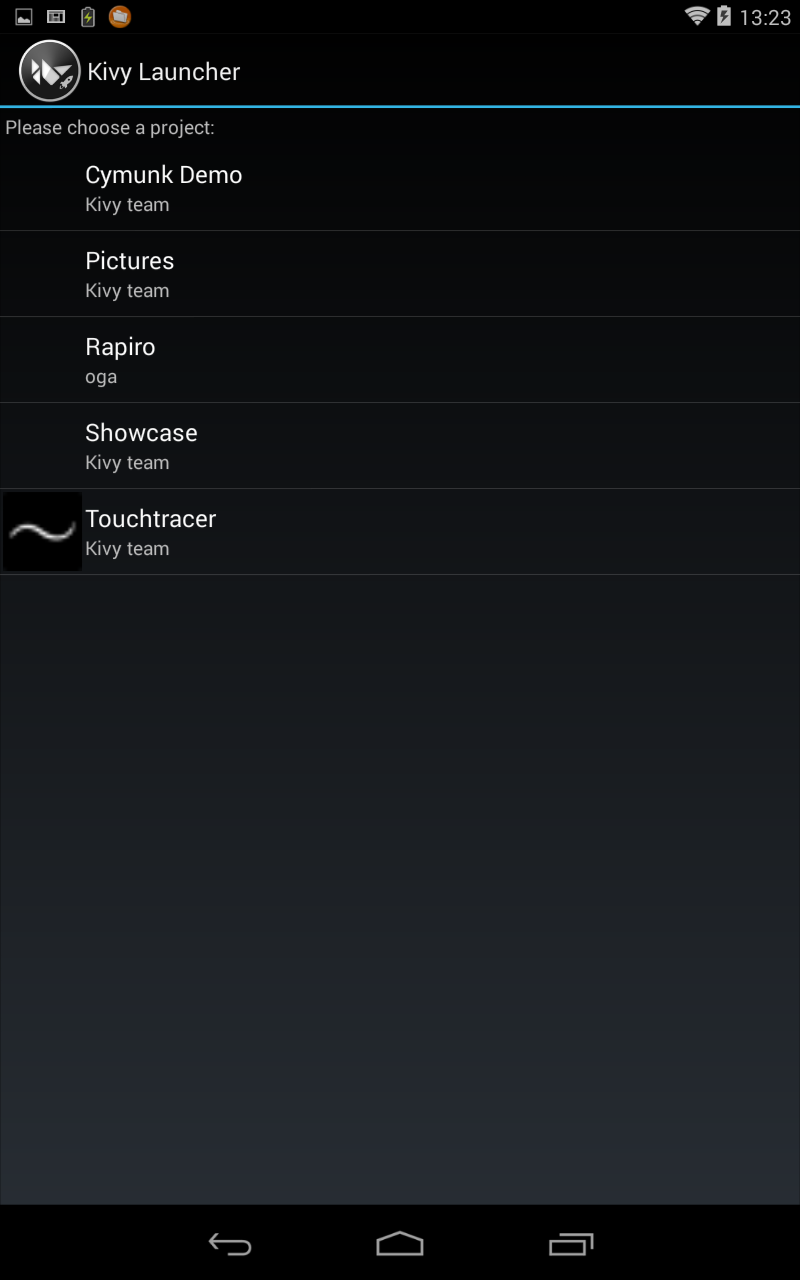 13:23
Kivy Launcher
Please choose a project:
Cymunk Demo
Kivy team
Pictures
Kivy team
Rapiro
oga
Showcase
Kivy team
Touchtracer
Kivy team